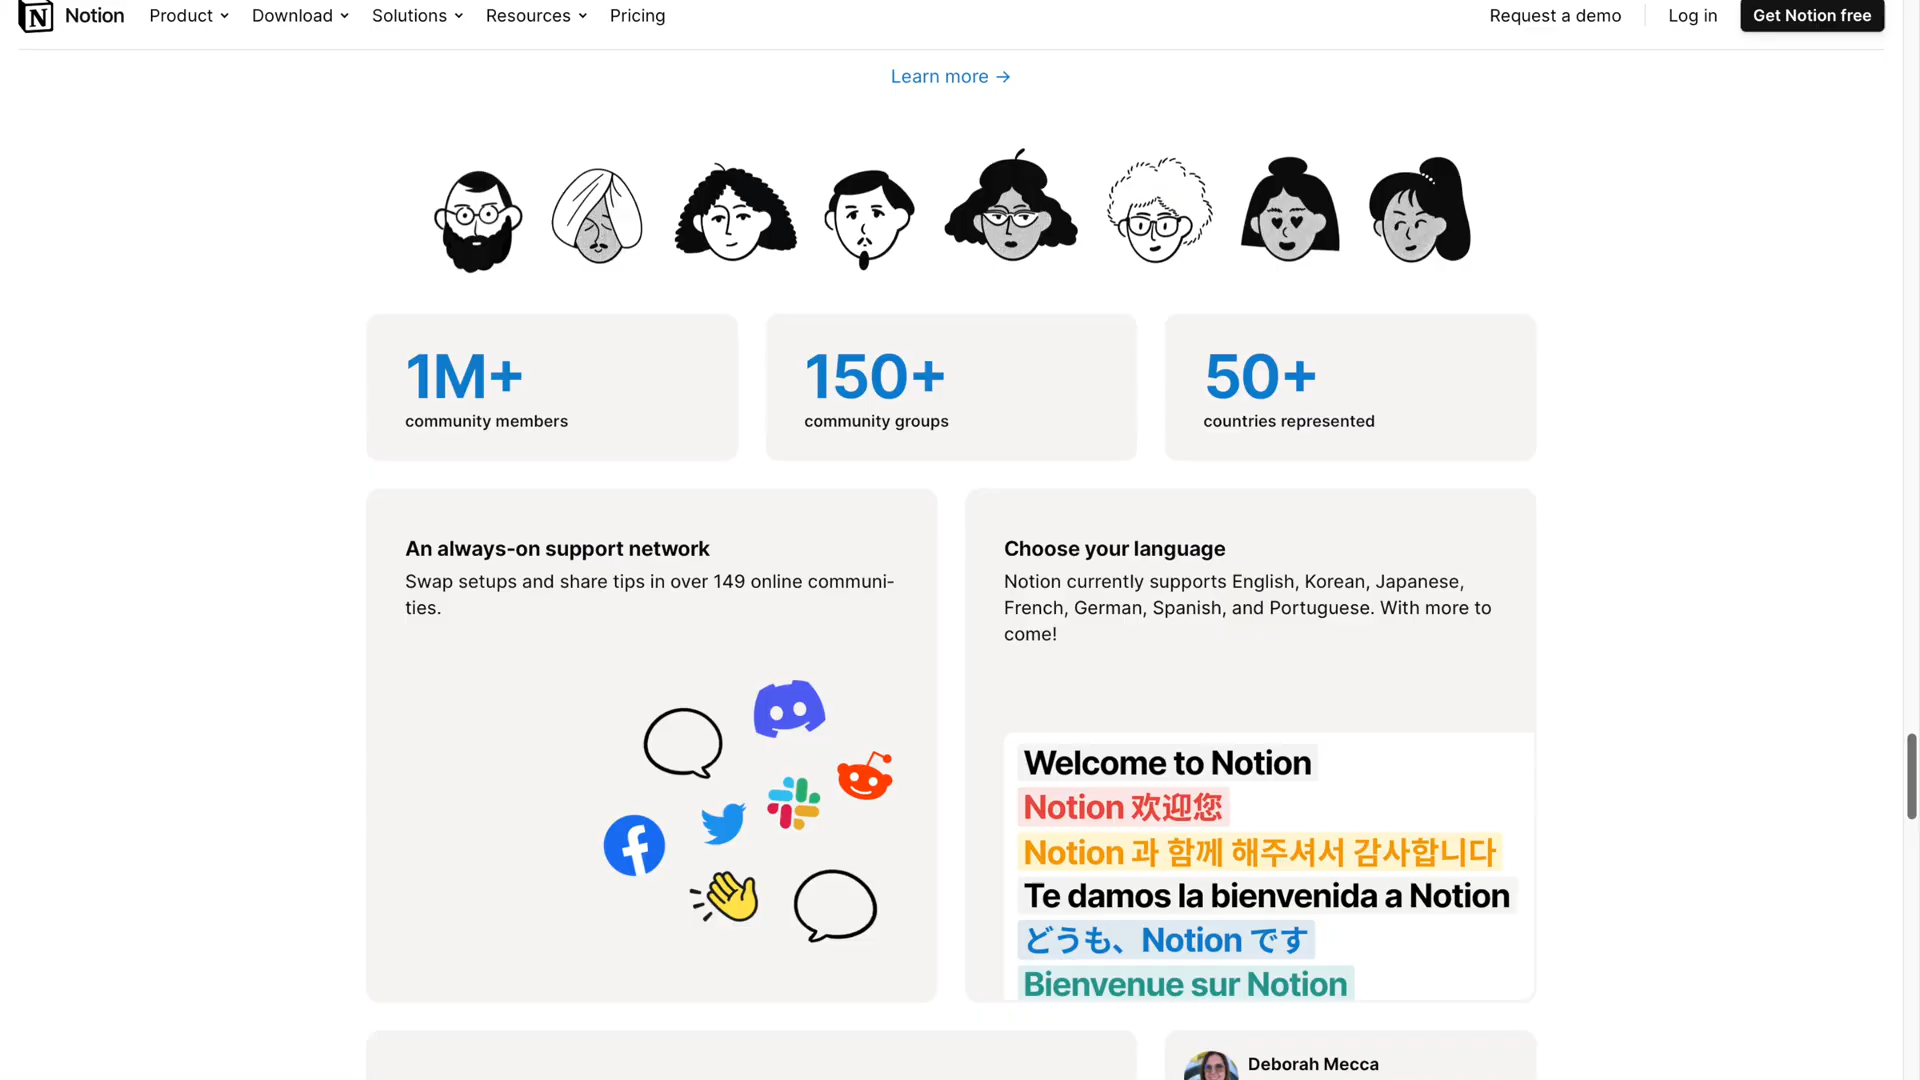 Notion
Product
Download
Solutions
Resources
Pricing
Request a demo
Log in
Get Notion free
Learn more →
1M+
community members
150+
community groups
50+
countries represented
An always-on support network
Swap setups and share tips in over 149 online communi-
ties.
Choose your language
Notion currently supports English, Korean, Japanese,
French, German, Spanish, and Portuguese. With more to
come!
Welcome to Notion
Notion 欢迎您
Notion 과 함께 해주셔서 감사합니다
Te damos la bienvenida a Notion
どうも、Notion です
Bienvenue sur Notion
Deborah Mecca